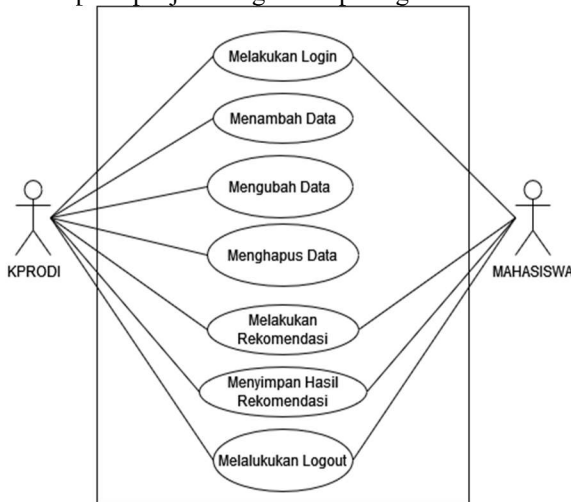 Melakukan Login
Menambah Data
Mengubah Data
Menghapus Data
KPRODI
MAHASISWA
Melakukan
Rekomendasi
Menyimpan Hasil
Rekomendasi
Melalukukan Logout